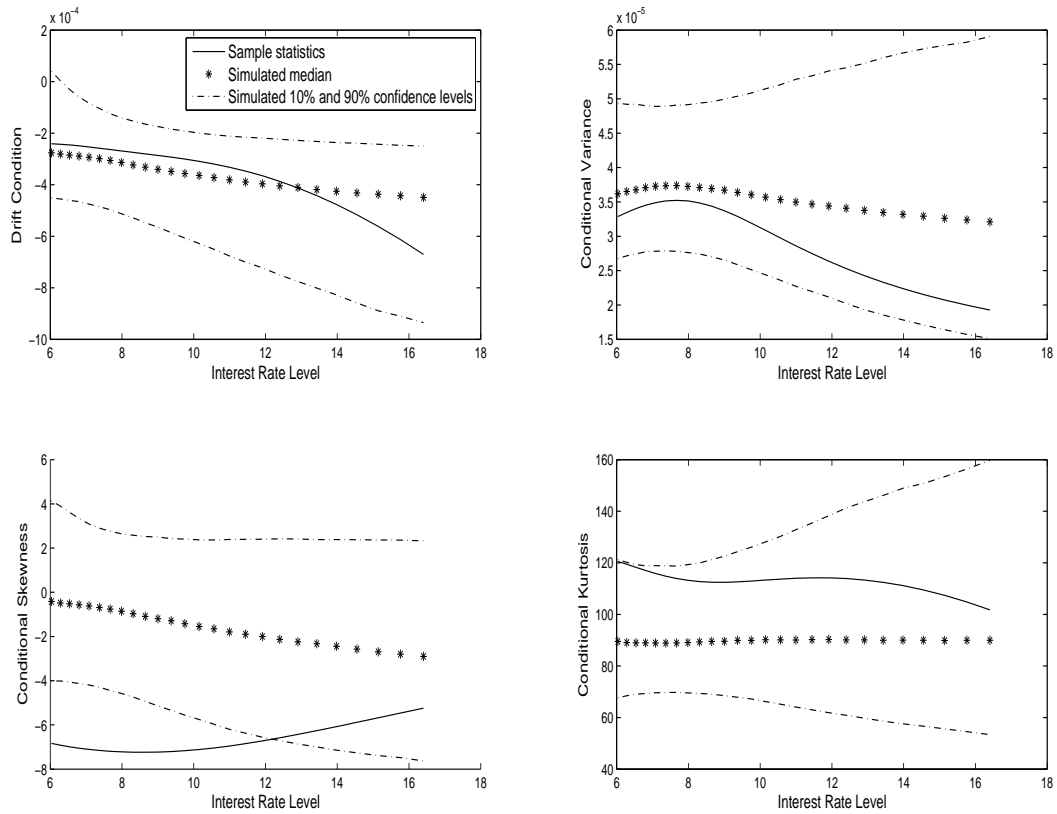 x 10⁻⁴
Drift Condition
2
0
−2
−4
−6
−8
−10
6 8 10 12 14 16 18
Interest Rate Level
Sample statistics
Simulated median
Simulated 10% and 90% confidence levels
x 10⁻⁵
Conditional Variance
6
5.5
5
4.5
4
3.5
3
2.5
2
1.5
6 8 10 12 14 16 18
Interest Rate Level
Conditional Skewness
6
4
2
0
−2
−4
−6
−8
6 8 10 12 14 16 18
Interest Rate Level
Conditional Kurtosis
160
140
120
100
80
60
40
6 8 10 12 14 16 18
Interest Rate Level